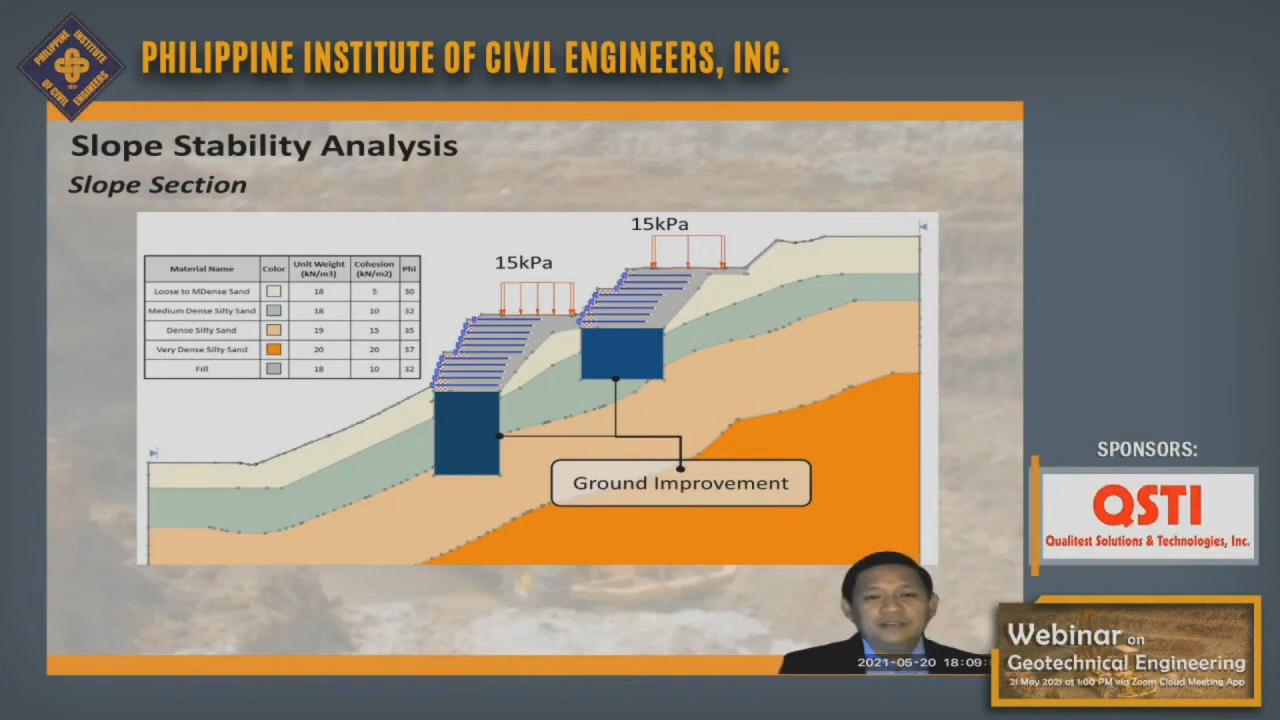 PHILIPPINE INSTITUTE OF CIVIL ENGINEERS
PHILIPPINE INSTITUTE OF CIVIL ENGINEERS, INC.
Slope Stability Analysis
Slope Section
15kPa
15kPa
Material Name Color Unit Weight (kN/m3) Cohesion (kN/m2) Phi
Loose to MDense Sand 18 5 30
Medium Dense Silty Sand 18 10 32
Dense Silty Sand 19 15 35
Very Dense Silty Sand 20 20 37
Fill 18 10 32
Ground Improvement
SPONSORS:
QSTI
Qualitest Solutions & Technologies, Inc.
2021-05-20 18:09:
Webinar on
Geotechnical Engineering
21 May 2021 at 1:00 PM via Zoom Cloud Meeting App